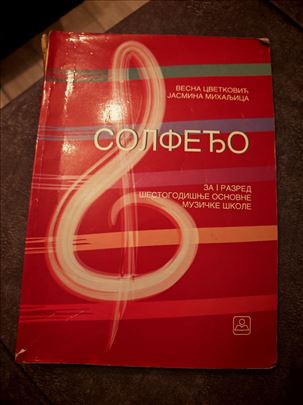 ВЕСНА ЦВЕТКОВИЋ
ЈАСМИНА МИХАЉИЦА
СОЛФЕЂО
ЗА I РАЗРЕД
ШЕСТОГОДИШЊЕ ОСНОВНЕ
МУЗИЧКЕ ШКОЛЕ